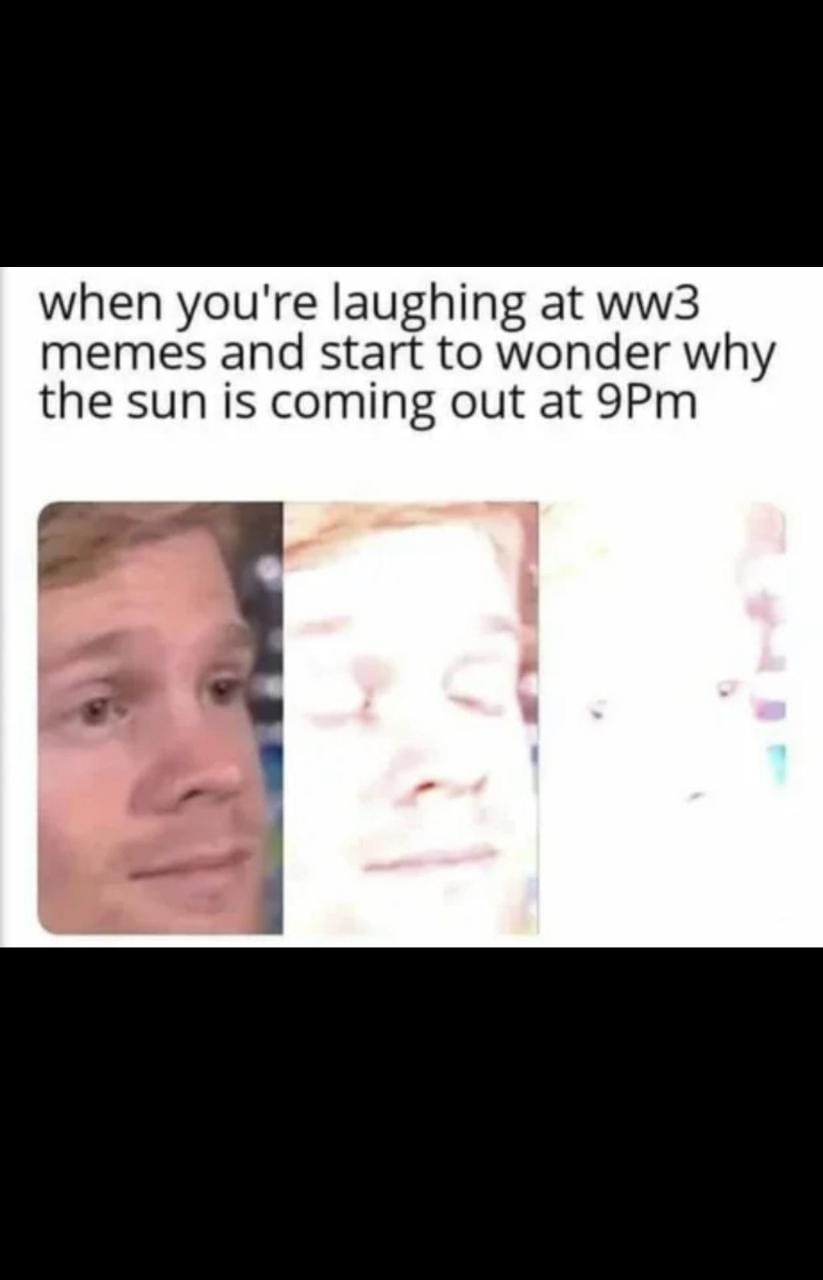 when you're laughing at ww3
memes and start to wonder why
the sun is coming out at 9Pm